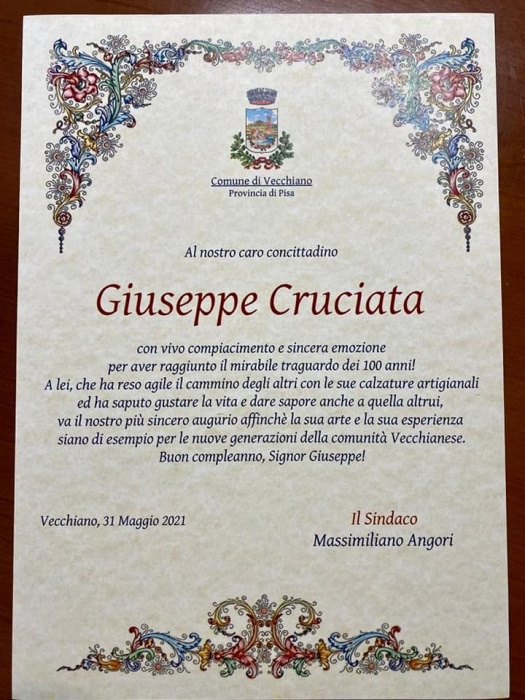 Comune di Vecchiano
Provincia di Pisa
Al nostro caro concittadino
Giuseppe Cruciata
con vivo compiacimento e sincera emozione
per aver raggiunto il mirabile traguardo dei 100 anni!
A lei, che ha reso agile il cammino degli altri con le sue calzature artigianali
ed ha saputo gustare la vita e dare sapore anche a quella altrui,
va il nostro più sincero augurio affinchè la sua arte e la sua esperienza
siano di esempio per le nuove generazioni della comunità Vecchianese.
Buon compleanno, Signor Giuseppe!
Vecchiano, 31 Maggio 2021
Il Sindaco
Massimiliano Angori